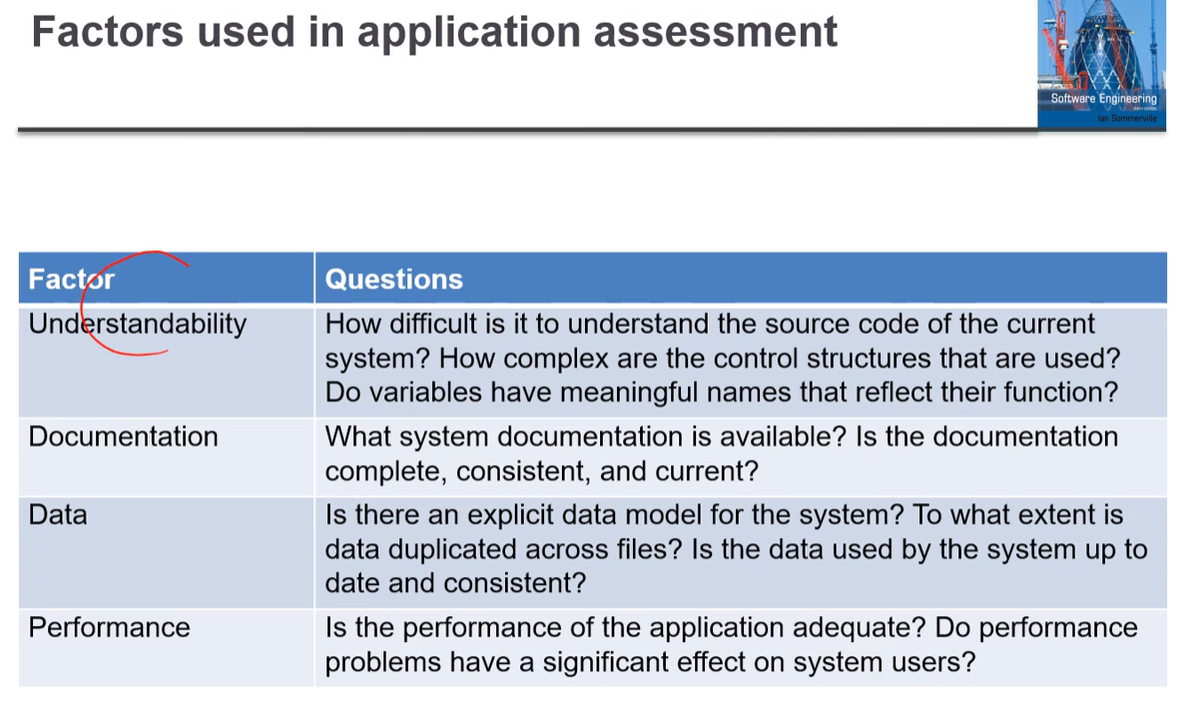 Factors used in application assessment
Software Engineering
Ian Sommerville
Factor
Questions
Understandability
How difficult is it to understand the source code of the current
system? How complex are the control structures that are used?
Do variables have meaningful names that reflect their function?
Documentation
What system documentation is available? Is the documentation
complete, consistent, and current?
Data
Is there an explicit data model for the system? To what extent is
data duplicated across files? Is the data used by the system up to
date and consistent?
Performance
Is the performance of the application adequate? Do performance
problems have a significant effect on system users?